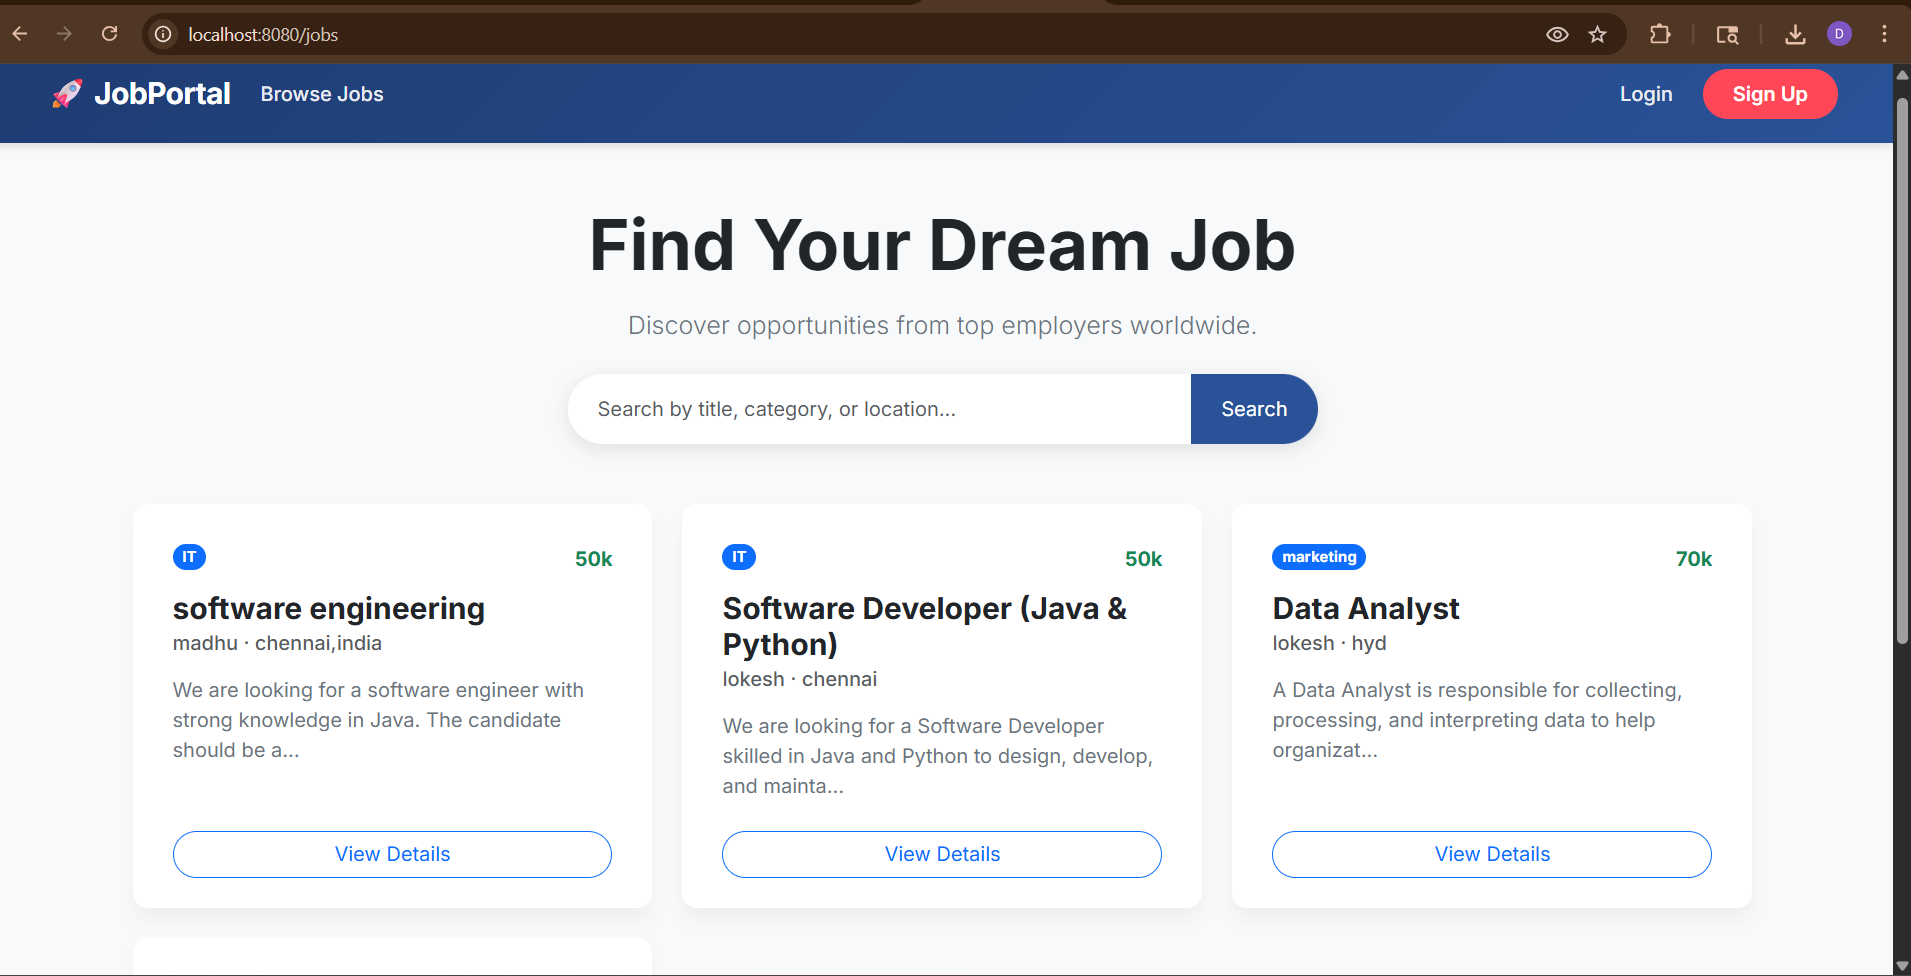 localhost:8080/jobs
D
🚀 JobPortal
Browse Jobs
Login
Sign Up
Find Your Dream Job
Discover opportunities from top employers worldwide.
Search by title, category, or location...
Search
IT
50k
software engineering
madhu · chennai,india
We are looking for a software engineer with
strong knowledge in Java. The candidate
should be a...
View Details
IT
50k
Software Developer (Java &
Python)
lokesh · chennai
We are looking for a Software Developer
skilled in Java and Python to design, develop,
and mainta...
View Details
marketing
70k
Data Analyst
lokesh · hyd
A Data Analyst is responsible for collecting,
processing, and interpreting data to help
organizat...
View Details